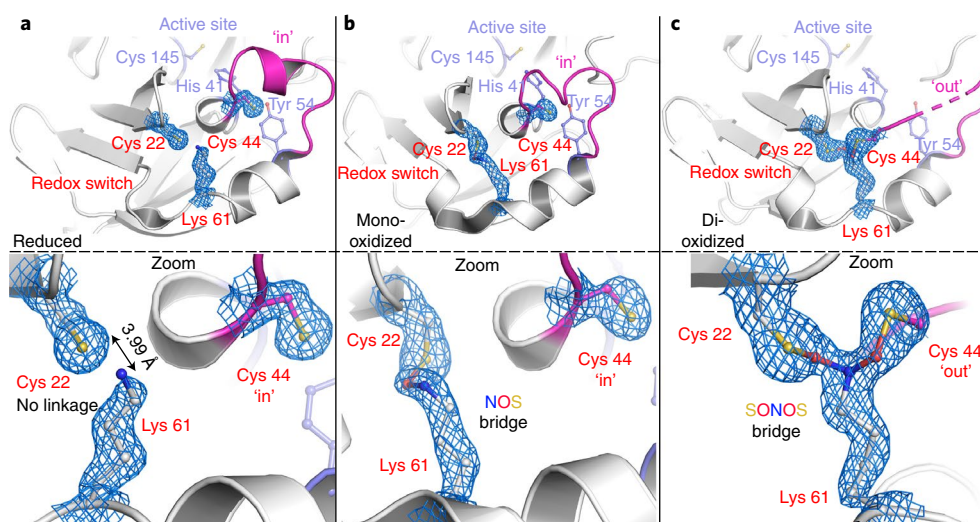 a
Active site
'in'
Cys 145
His 41
Tyr 54
Cys 22
Cys 44
Redox switch
Lys 61
Reduced
Zoom
3.99 Å
Cys 22
No linkage
Lys 61
Cys 44
'in'
b
Active site
Cys 145
'in'
His 41
Tyr 54
Cys 22
Cys 44
Lys 61
Redox switch
Mono-
oxidized
Zoom
Cys 22
Cys 44
'in'
NOS
bridge
Lys 61
c
Active site
Cys 145
His 41
'out'
Cys 22
Cys 44
Tyr 54
Redox switch
Lys 61
Di-
oxidized
Zoom
Cys 22
Cys 44
'out'
SONOS
bridge
Lys 61